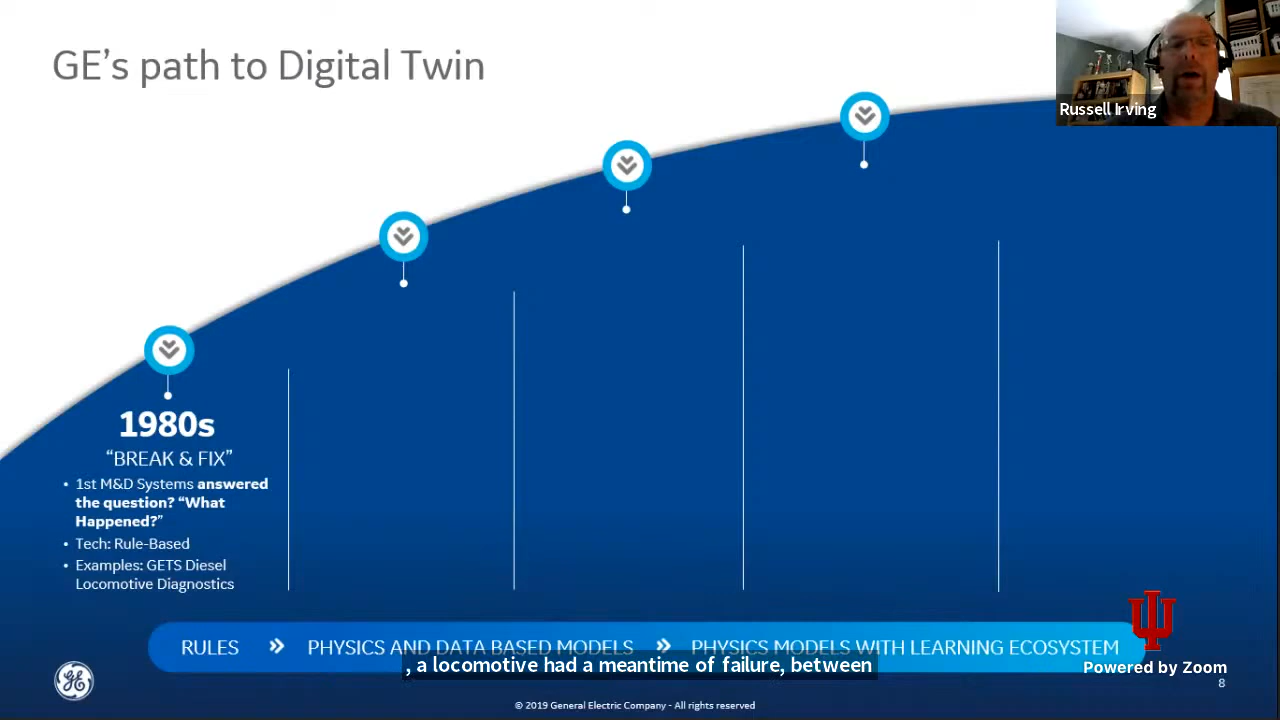 GE's path to Digital Twin
Russell Irving
1980s
“BREAK & FIX”
• 1st M&D Systems answered
the question? “What
Happened?”
• Tech: Rule-Based
• Examples: GETS Diesel
Locomotive Diagnostics
RULES » PHYSICS AND DATA BASED MODELS » PHYSICS MODELS WITH LEARNING ECOSYSTEM
, a locomotive had a meantime of failure, between
Powered by Zoom
8
© 2019 General Electric Company - All rights reserved